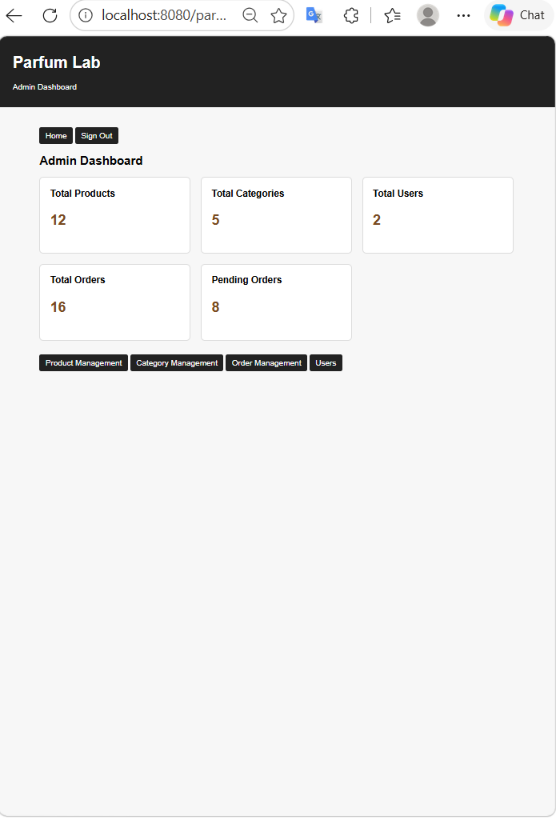 localhost:8080/par...
Chat
Parfum Lab
Admin Dashboard
Home Sign Out
Admin Dashboard
Total Products Total Categories Total Users
12 5 2
Total Orders Pending Orders
16 8
Product Management Category Management Order Management Users